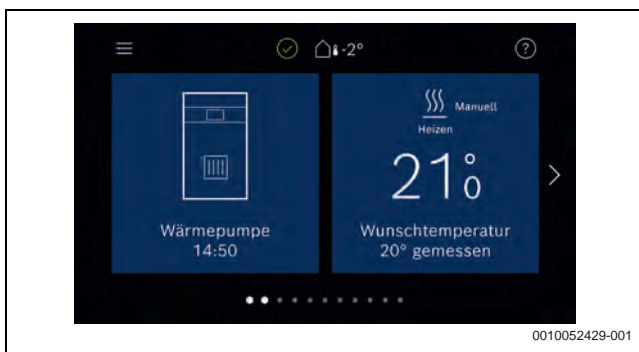 -2°
?
Manuell
Heizen
21°0
Wärmepumpe
14:50
Wunschtemperatur
20° gemessen
0010052429-001